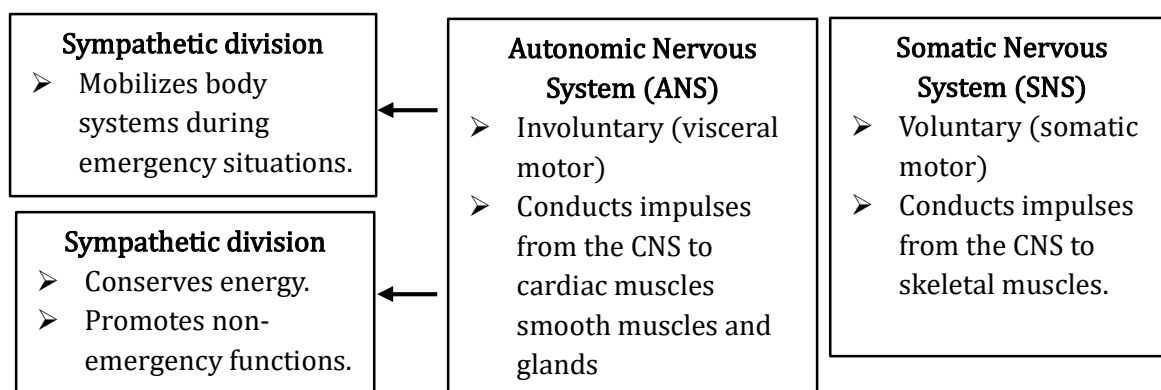 Sympathetic division
➢ Mobilizes body
systems during
emergency situations.
Sympathetic division
➢ Conserves energy.
➢ Promotes non-
emergency functions.
Autonomic Nervous
System (ANS)
➢ Involuntary (visceral
motor)
➢ Conducts impulses
from the CNS to
cardiac muscles
smooth muscles and
glands
Somatic Nervous
System (SNS)
➢ Voluntary (somatic
motor)
➢ Conducts impulses
from the CNS to
skeletal muscles.